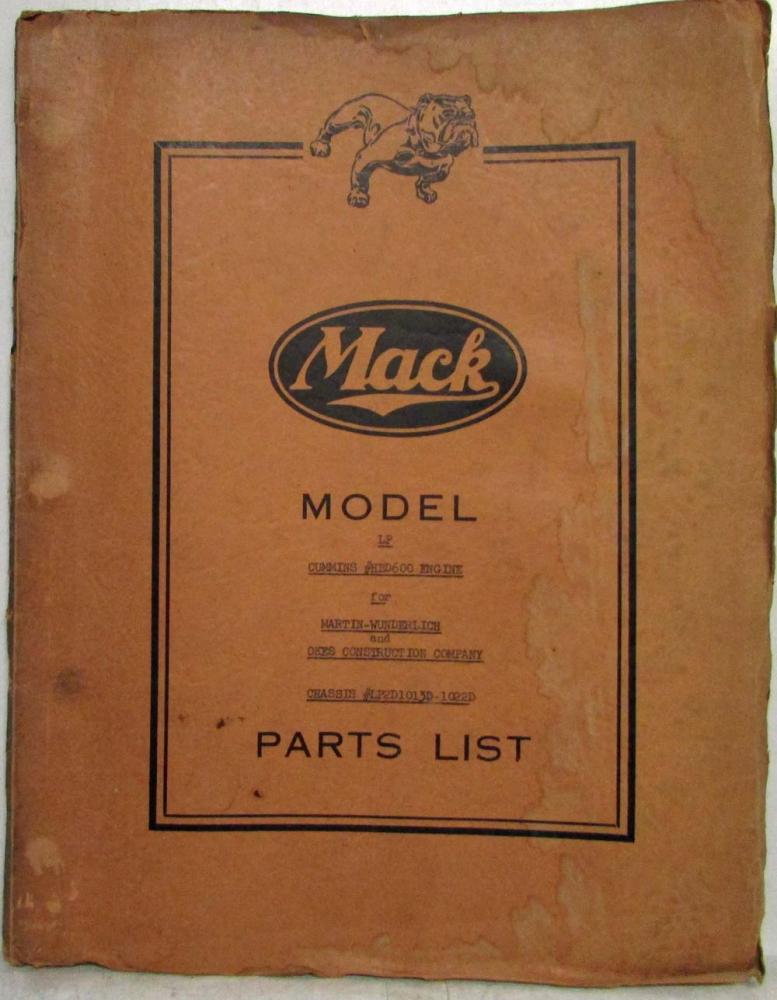 Mack
MODEL
LP
CUMMINS #HBD600 ENGINE
for
MARTIN-WUNDERLICH
and
OKES CONSTRUCTION COMPANY
CHASSIS #LP2D1013D-1022D
PARTS LIST